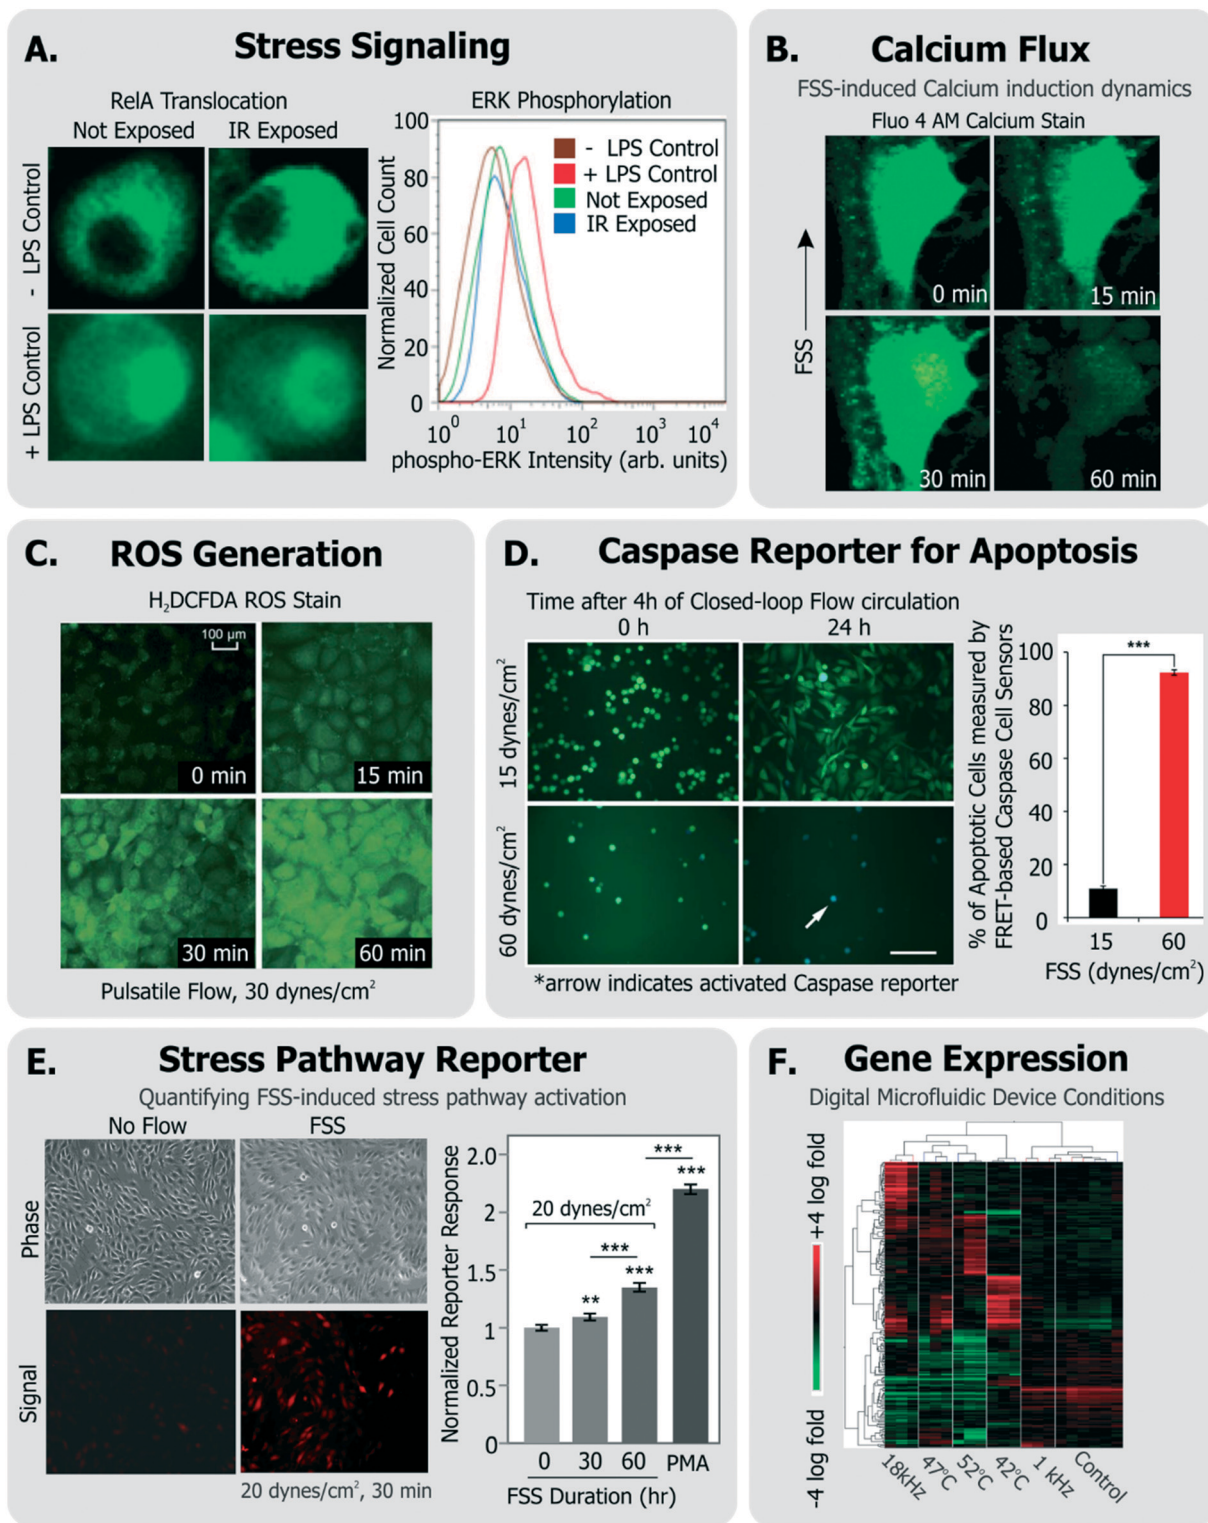 A. Stress Signaling
RelA Translocation
Not Exposed
IR Exposed
- LPS Control
+ LPS Control
ERK Phosphorylation
Normalized Cell Count
100
80
60
40
20
0
- LPS Control
+ LPS Control
Not Exposed
IR Exposed
10⁰ 10¹ 10² 10³ 10⁴
phospho-ERK Intensity (arb. units)
B. Calcium Flux
FSS-induced Calcium induction dynamics
Fluo 4 AM Calcium Stain
FSS
0 min
15 min
30 min
60 min
C. ROS Generation
H₂DCFDA ROS Stain
100 µm
0 min
15 min
30 min
60 min
Pulsatile Flow, 30 dynes/cm²
D. Caspase Reporter for Apoptosis
Time after 4h of Closed-loop Flow circulation
0 h
24 h
15 dynes/cm²
60 dynes/cm²
*arrow indicates activated Caspase reporter
% of Apoptotic Cells measured by
FRET-based Caspase Cell Sensors
100
80
60
40
20
0
***
15 60
FSS (dynes/cm²)
E. Stress Pathway Reporter
Quantifying FSS-induced stress pathway activation
No Flow
FSS
Phase
Signal
20 dynes/cm², 30 min
Normalized Reporter Response
2.0
2
1.5
1
0.5
0
20 dynes/cm²
***
***
***
**
***
0 30 60 PMA
FSS Duration (hr)
F. Gene Expression
Digital Microfluidic Device Conditions
-4 log fold
+4 log fold
18kHz
47°C
52°C
42°C
1 kHz
Control